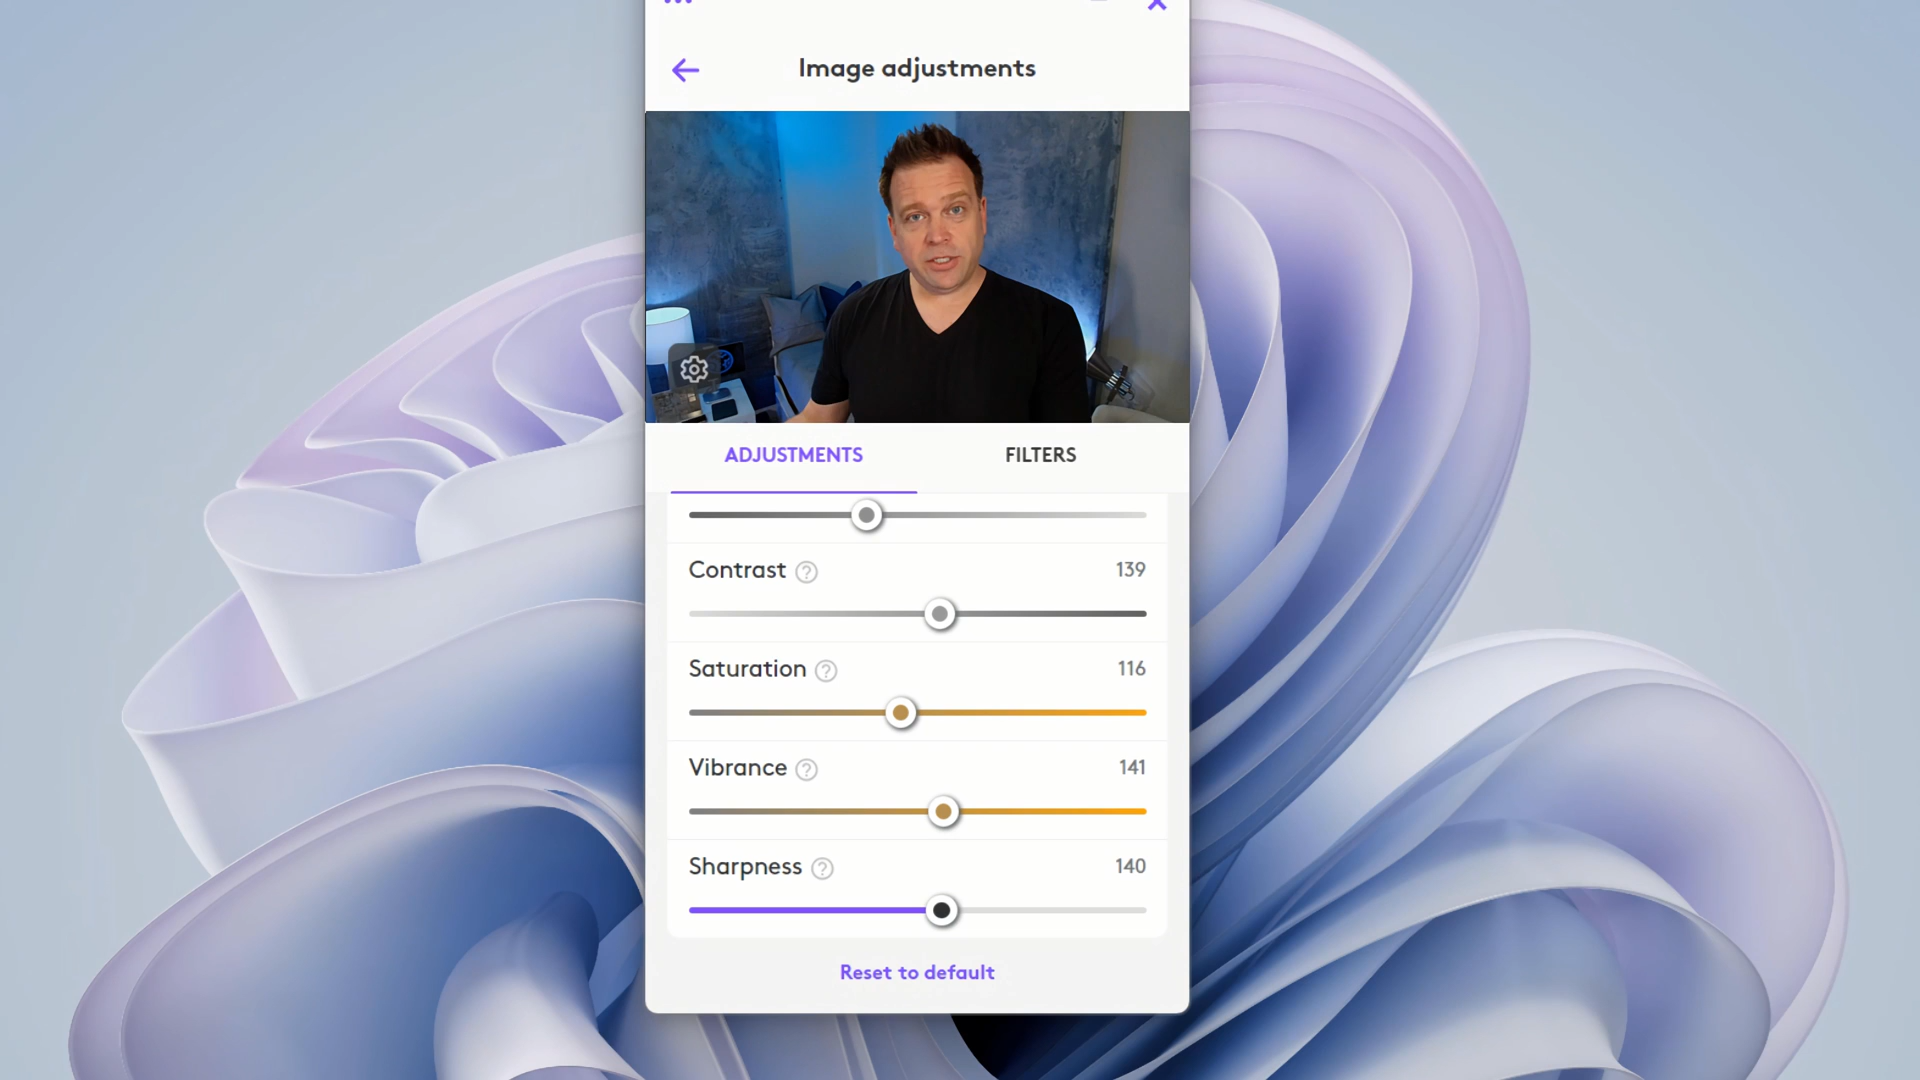 Image adjustments
ADJUSTMENTS
FILTERS
Contrast ?
139
Saturation ?
116
Vibrance ?
141
Sharpness ?
140
Reset to default